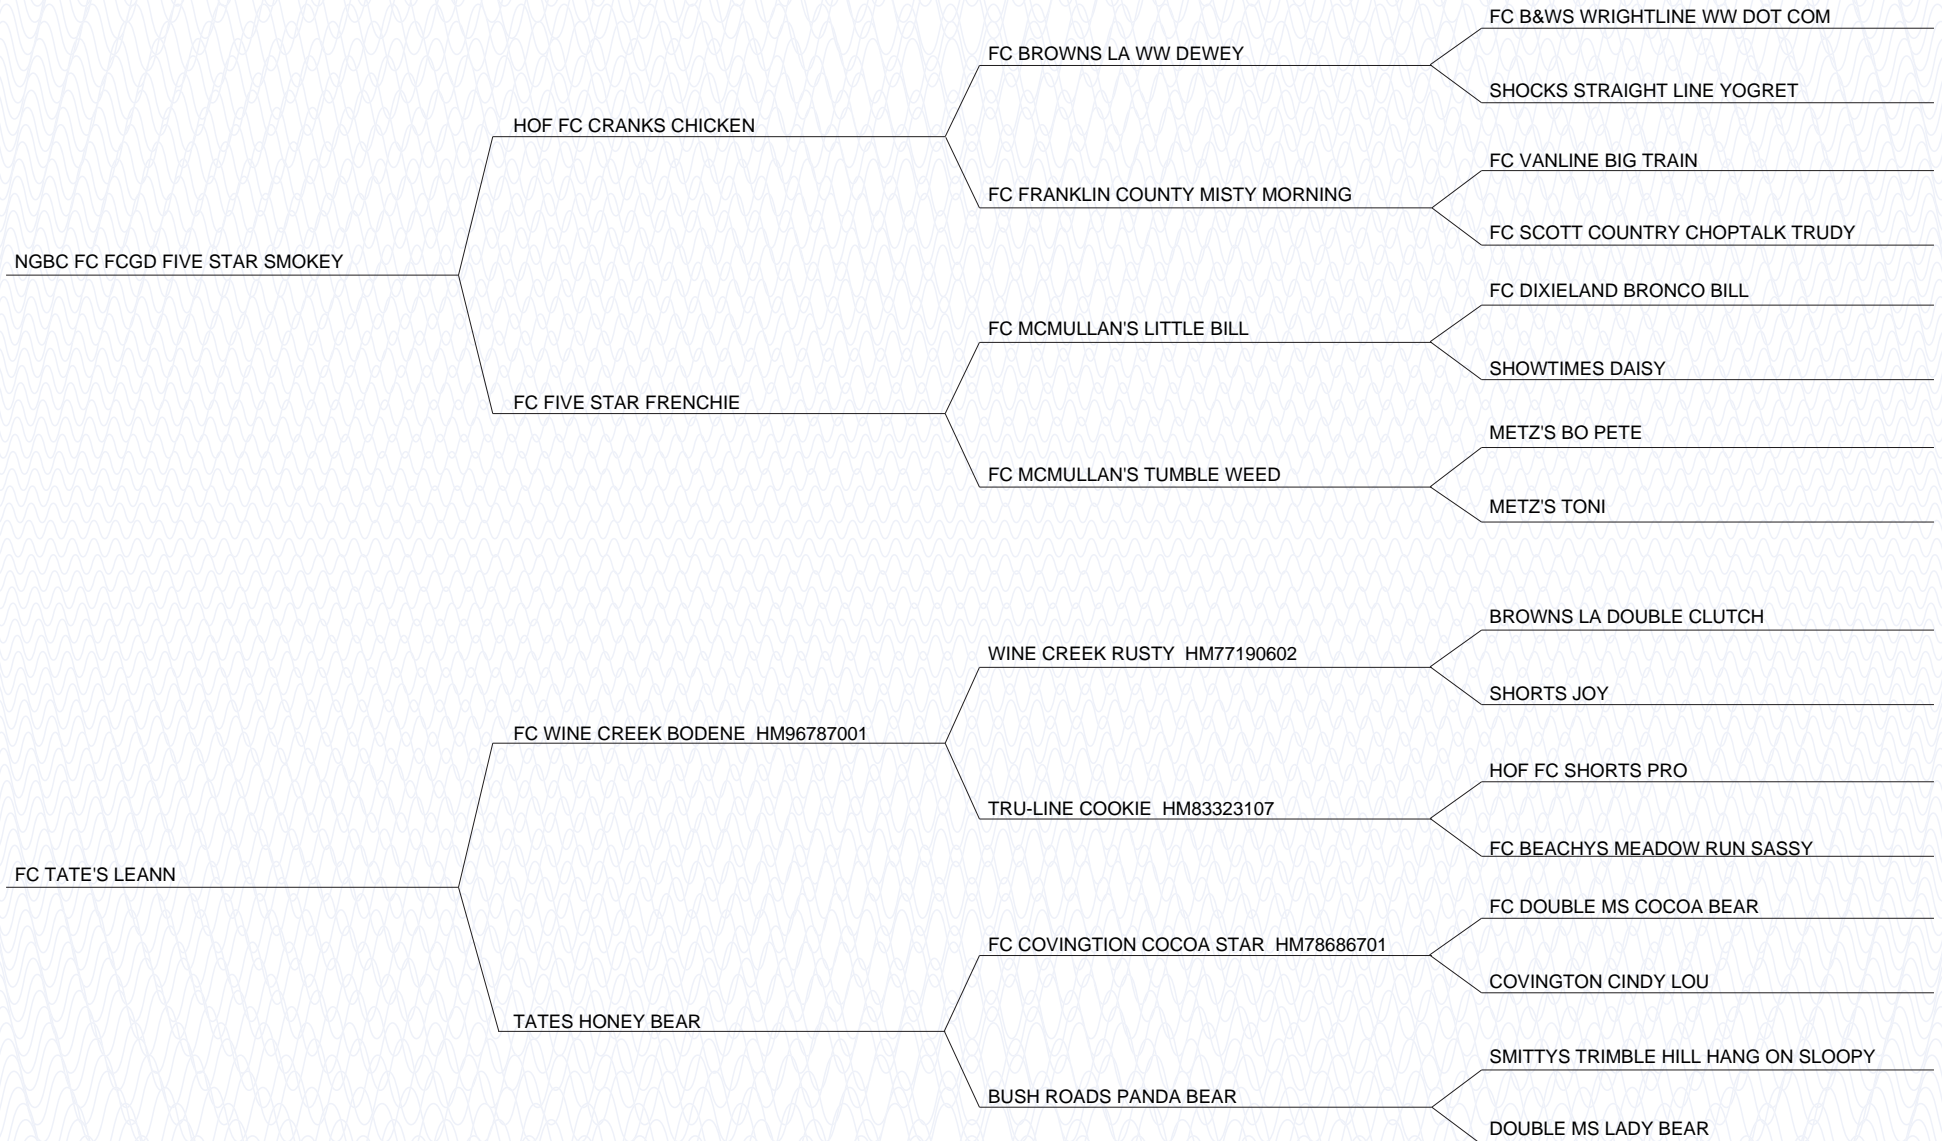 FC B&WS WRIGHTLINE WW DOT COM
FC BROWNS LA WW DEWEY
SHOCKS STRAIGHT LINE YOGRET
HOF FC CRANKS CHICKEN
FC VANLINE BIG TRAIN
FC FRANKLIN COUNTY MISTY MORNING
FC SCOTT COUNTRY CHOPTALK TRUDY
NGBC FC FCGD FIVE STAR SMOKEY
FC DIXIELAND BRONCO BILL
FC MCMULLAN'S LITTLE BILL
SHOWTIMES DAISY
FC FIVE STAR FRENCHIE
METZ'S BO PETE
FC MCMULLAN'S TUMBLE WEED
METZ'S TONI
BROWNS LA DOUBLE CLUTCH
WINE CREEK RUSTY HM77190602
SHORTS JOY
FC WINE CREEK BODENE HM96787001
HOF FC SHORTS PRO
TRU-LINE COOKIE HM83323107
FC BEACHYS MEADOW RUN SASSY
FC TATE'S LEANN
FC DOUBLE MS COCOA BEAR
FC COVINGTION COCOA STAR HM78686701
COVINGTON CINDY LOU
TATES HONEY BEAR
SMITTYS TRIMBLE HILL HANG ON SLOOPY
BUSH ROADS PANDA BEAR
DOUBLE MS LADY BEAR